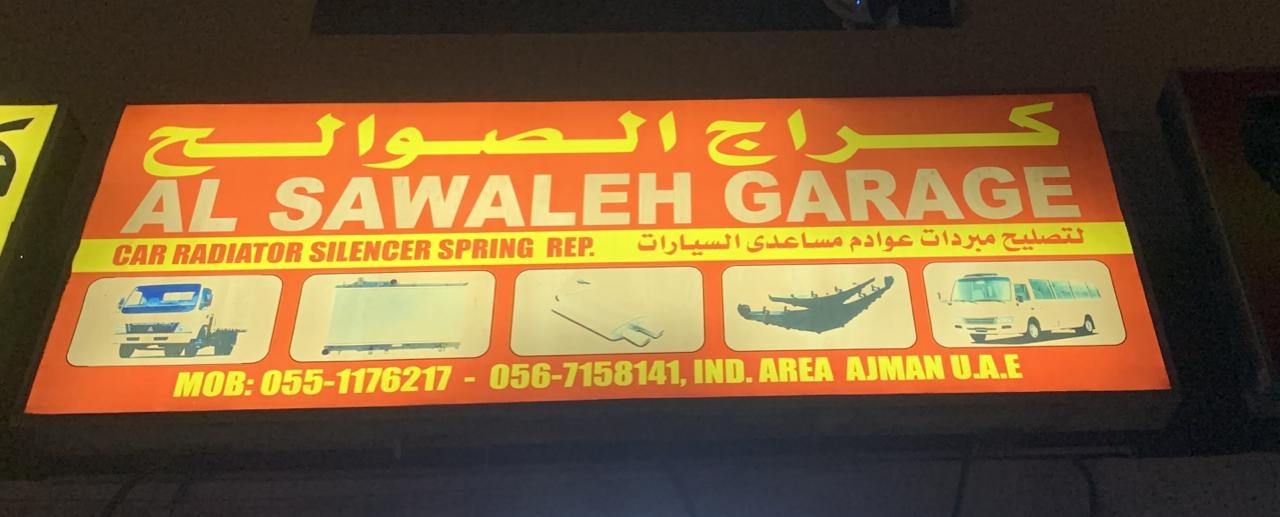 كراج الصوالح
AL SAWALEH GARAGE
CAR RADIATOR SILENCER SPRING REP.
لتصليح مبردات عوادم مساعدى السيارات
MOB: 055-1176217 - 056-7158141, IND. AREA AJMAN U.A.E